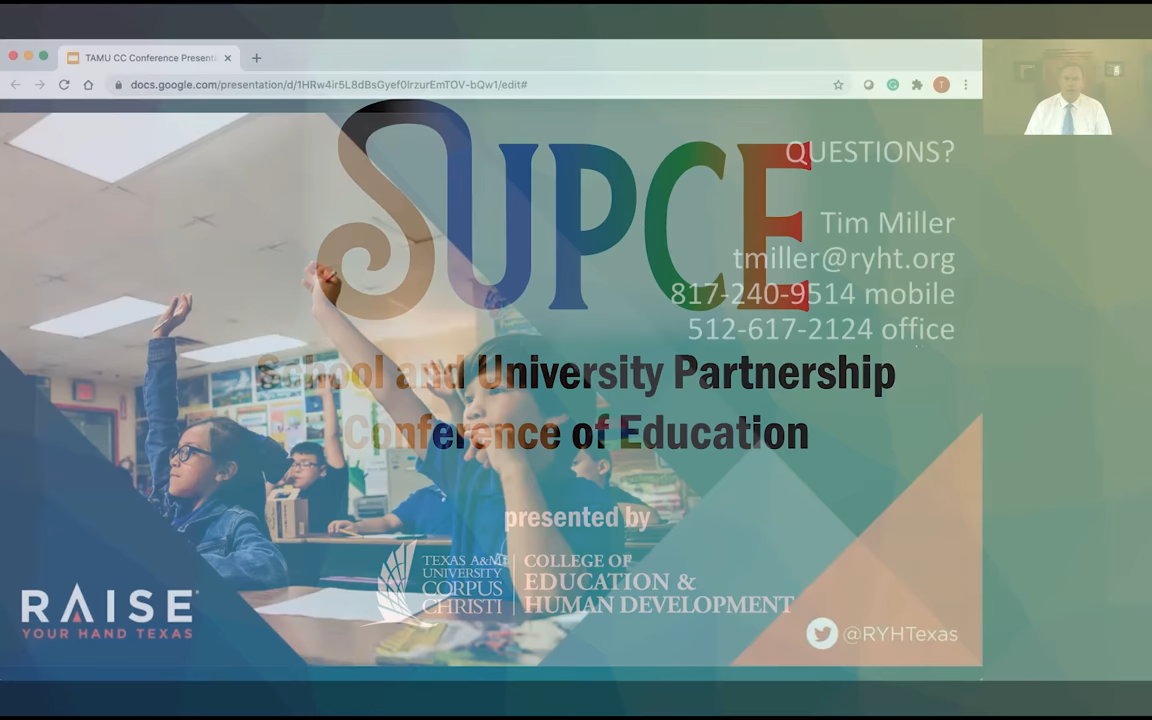 TAMU CC Conference Present
docs.google.com/presentation/d/1HRw4ir5L8dBsGyef0IrzurEmTOV-bQw1/edit#
T
SUPCE
QUESTIONS?
Tim Miller
tmiller@ryht.org
817-240-9514 mobile
512-617-2124 office
School and University Partnership
Conference of Education
presented by
TEXAS A&M
UNIVERSITY
CORPUS
CHRISTI
COLLEGE OF
EDUCATION &
HUMAN DEVELOPMENT
RAISE
YOUR HAND TEXAS
@RYHTexas